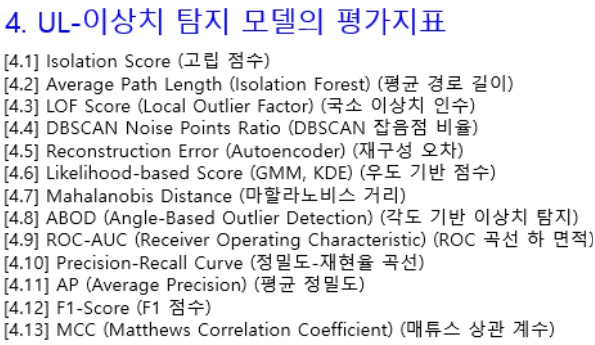 4. UL-이상치 탐지 모델의 평가지표
[4.1] Isolation Score (고립 점수)
[4.2] Average Path Length (Isolation Forest) (평균 경로 길이)
[4.3] LOF Score (Local Outlier Factor) (국소 이상치 인수)
[4.4] DBSCAN Noise Points Ratio (DBSCAN 잡음점 비율)
[4.5] Reconstruction Error (Autoencoder) (재구성 오차)
[4.6] Likelihood-based Score (GMM, KDE) (우도 기반 점수)
[4.7] Mahalanobis Distance (마할라노비스 거리)
[4.8] ABOD (Angle-Based Outlier Detection) (각도 기반 이상치 탐지)
[4.9] ROC-AUC (Receiver Operating Characteristic) (ROC 곡선 하 면적)
[4.10] Precision-Recall Curve (정밀도-재현율 곡선)
[4.11] AP (Average Precision) (평균 정밀도)
[4.12] F1-Score (F1 점수)
[4.13] MCC (Matthews Correlation Coefficient) (매튜스 상관 계수)